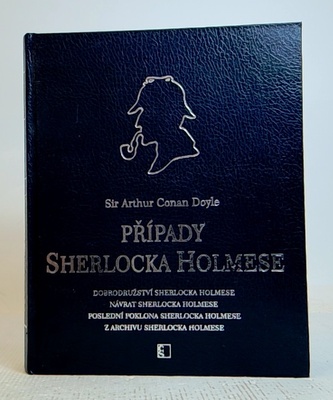 Sir Arthur Conan Doyle
PŘÍPADY
SHERLOCKA HOLMESE
DOBRODRUŽSTVÍ SHERLOCKA HOLMESE
NÁVRAT SHERLOCKA HOLMESE
POSLEDNÍ POKLONA SHERLOCKA HOLMESE
Z ARCHIVU SHERLOCKA HOLMESE